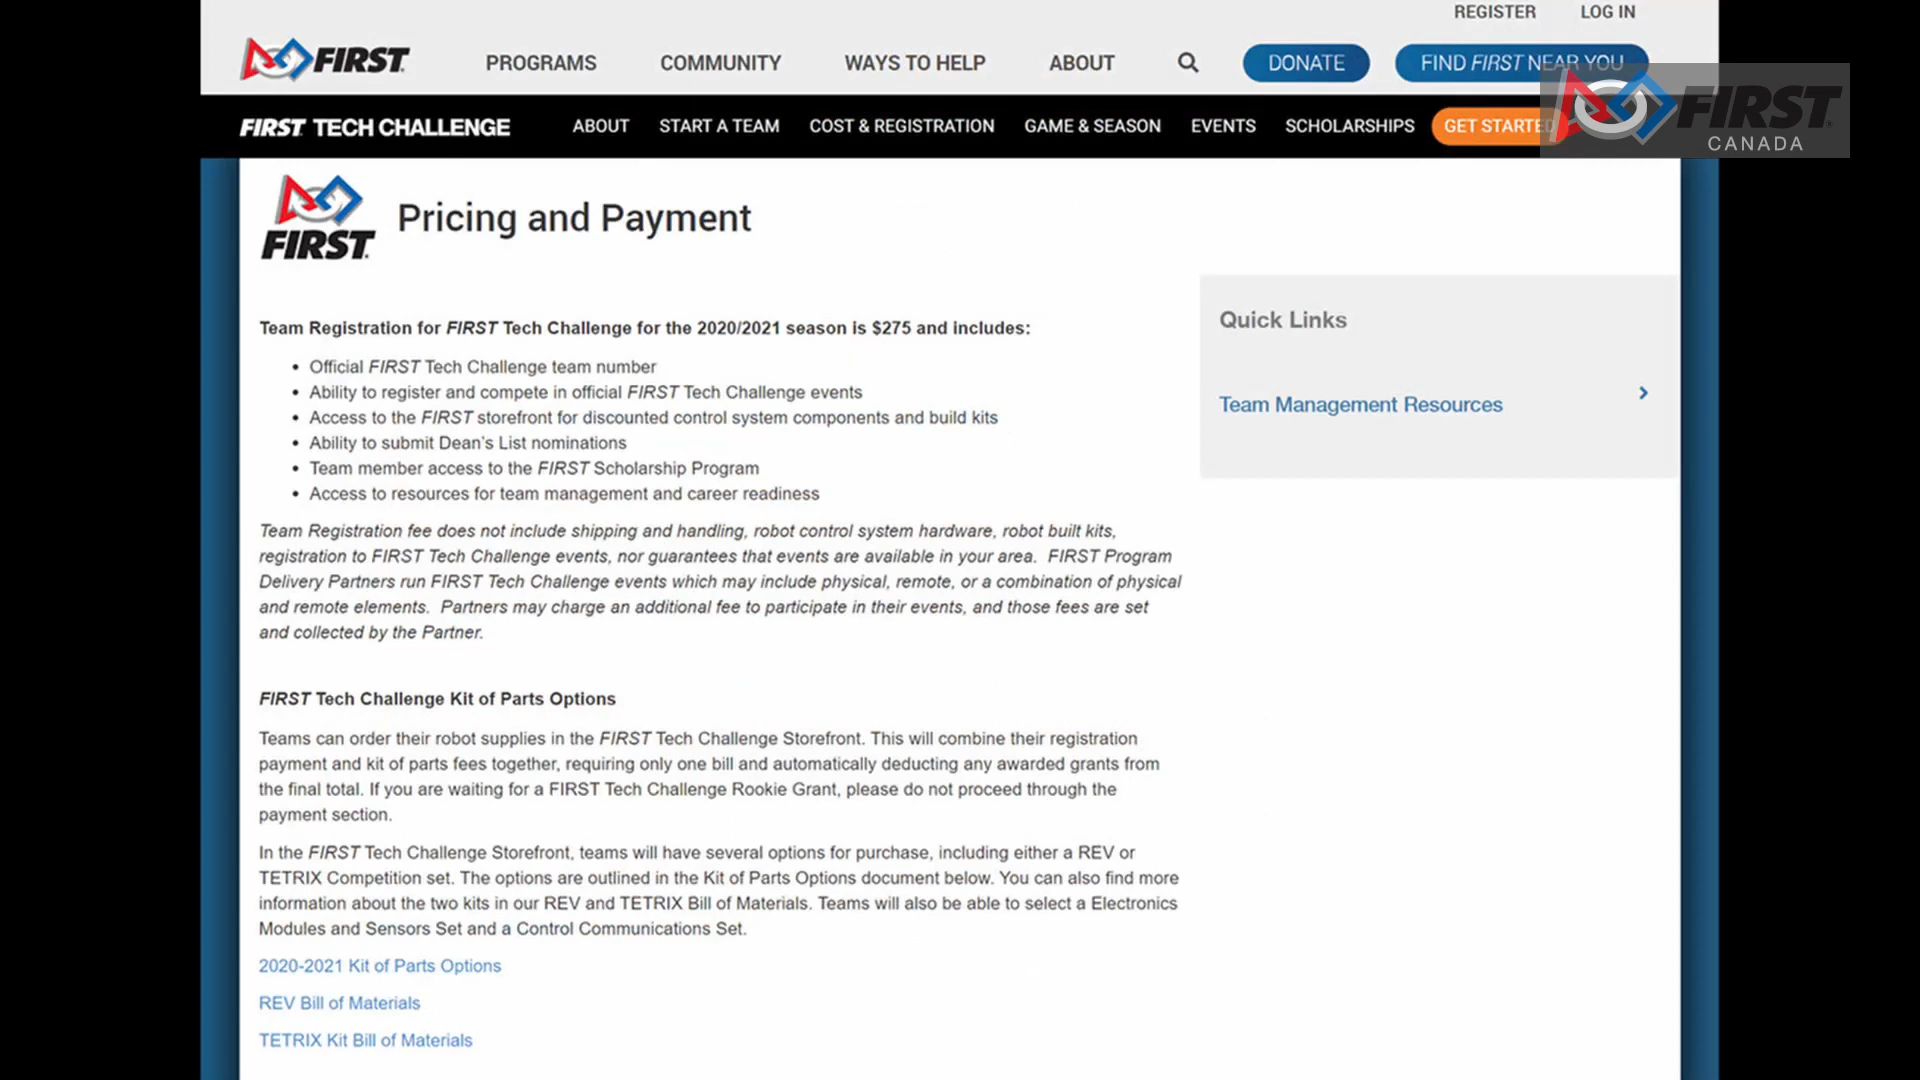 REGISTER LOG IN
FIRST PROGRAMS COMMUNITY WAYS TO HELP ABOUT DONATE FIND FIRST NEAR YOU
FIRST
CANADA
FIRST TECH CHALLENGE ABOUT START A TEAM COST & REGISTRATION GAME & SEASON EVENTS SCHOLARSHIPS GET STARTED
FIRST
Pricing and Payment
Team Registration for FIRST Tech Challenge for the 2020/2021 season is $275 and includes:
• Official FIRST Tech Challenge team number
• Ability to register and compete in official FIRST Tech Challenge events
• Access to the FIRST storefront for discounted control system components and build kits
• Ability to submit Dean's List nominations
• Team member access to the FIRST Scholarship Program
• Access to resources for team management and career readiness
Team Registration fee does not include shipping and handling, robot control system hardware, robot built kits,
registration to FIRST Tech Challenge events, nor guarantees that events are available in your area. FIRST Program
Delivery Partners run FIRST Tech Challenge events which may include physical, remote, or a combination of physical
and remote elements. Partners may charge an additional fee to participate in their events, and those fees are set
and collected by the Partner.
FIRST Tech Challenge Kit of Parts Options
Teams can order their robot supplies in the FIRST Tech Challenge Storefront. This will combine their registration
payment and kit of parts fees together, requiring only one bill and automatically deducting any awarded grants from
the final total. If you are waiting for a FIRST Tech Challenge Rookie Grant, please do not proceed through the
payment section.
In the FIRST Tech Challenge Storefront, teams will have several options for purchase, including either a REV or
TETRIX Competition set. The options are outlined in the Kit of Parts Options document below. You can also find more
information about the two kits in our REV and TETRIX Bill of Materials. Teams will also be able to select a Electronics
Modules and Sensors Set and a Control Communications Set.
2020-2021 Kit of Parts Options
REV Bill of Materials
TETRIX Kit Bill of Materials
Quick Links
Team Management Resources